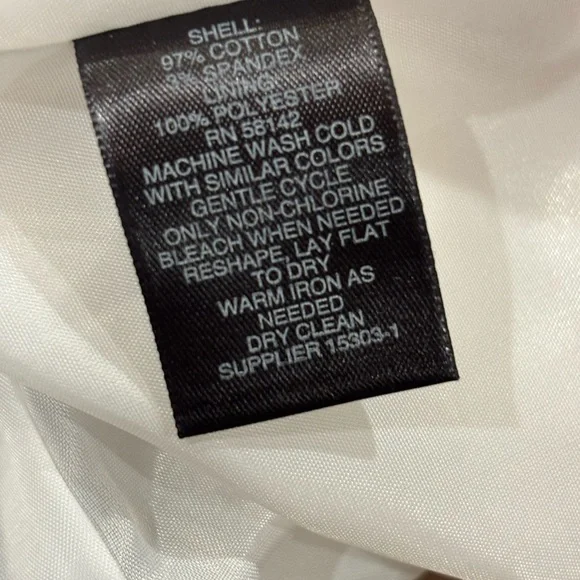 SHELL:
97% COTTON
3% SPANDEX
LINING:
100% POLYESTER
RN 58142
MACHINE WASH COLD
WITH SIMILAR COLORS
GENTLE CYCLE
ONLY NON-CHLORINE
BLEACH WHEN NEEDED
RESHAPE, LAY FLAT
TO DRY
WARM IRON AS
NEEDED
DRY CLEAN
SUPPLIER 15303-1